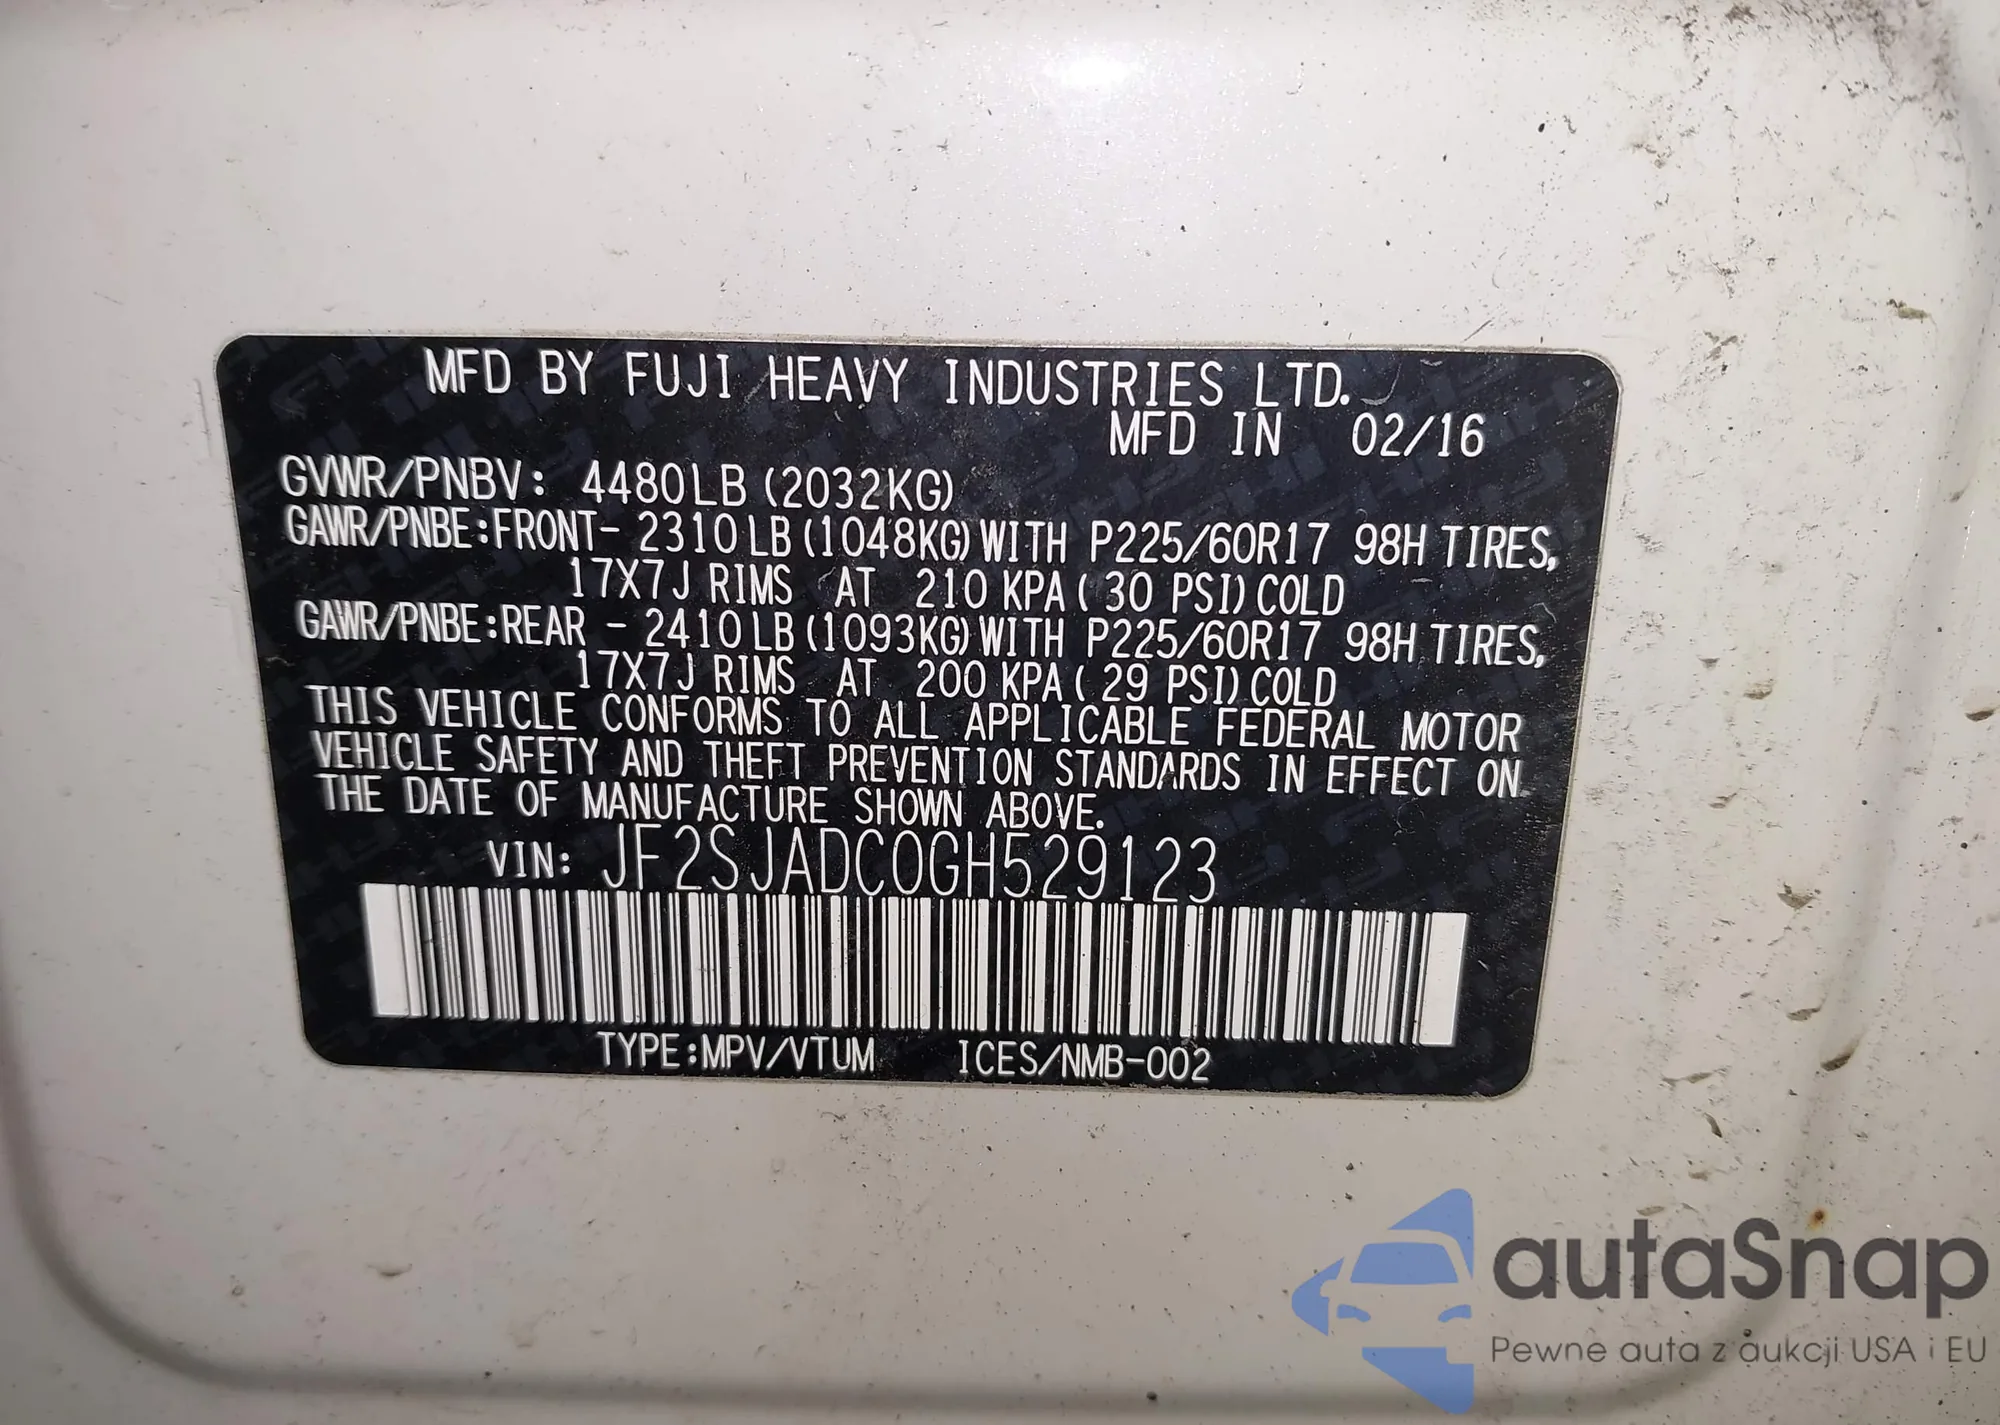 MFD BY FUJI HEAVY INDUSTRIES LTD.
MFD IN 02/16
GVWR/PNBV: 4480LB (2032KG)
GAWR/PNBE:FRONT- 2310LB (1048KG) WITH P225/60R17 98H TIRES,
17X7J RIMS AT 210 KPA ( 30 PSI) COLD
GAWR/PNBE:REAR - 2410LB (1093KG) WITH P225/60R17 98H TIRES,
17X7J RIMS AT 200 KPA ( 29 PSI) COLD
THIS VEHICLE CONFORMS TO ALL APPLICABLE FEDERAL MOTOR
VEHICLE SAFETY AND THEFT PREVENTION STANDARDS IN EFFECT ON
THE DATE OF MANUFACTURE SHOWN ABOVE.
VIN: JF2SJADC0GH529123
TYPE:MPV/VTUM ICES/NMB-002
autaSnap
Pewne auta z aukcji USA i EU